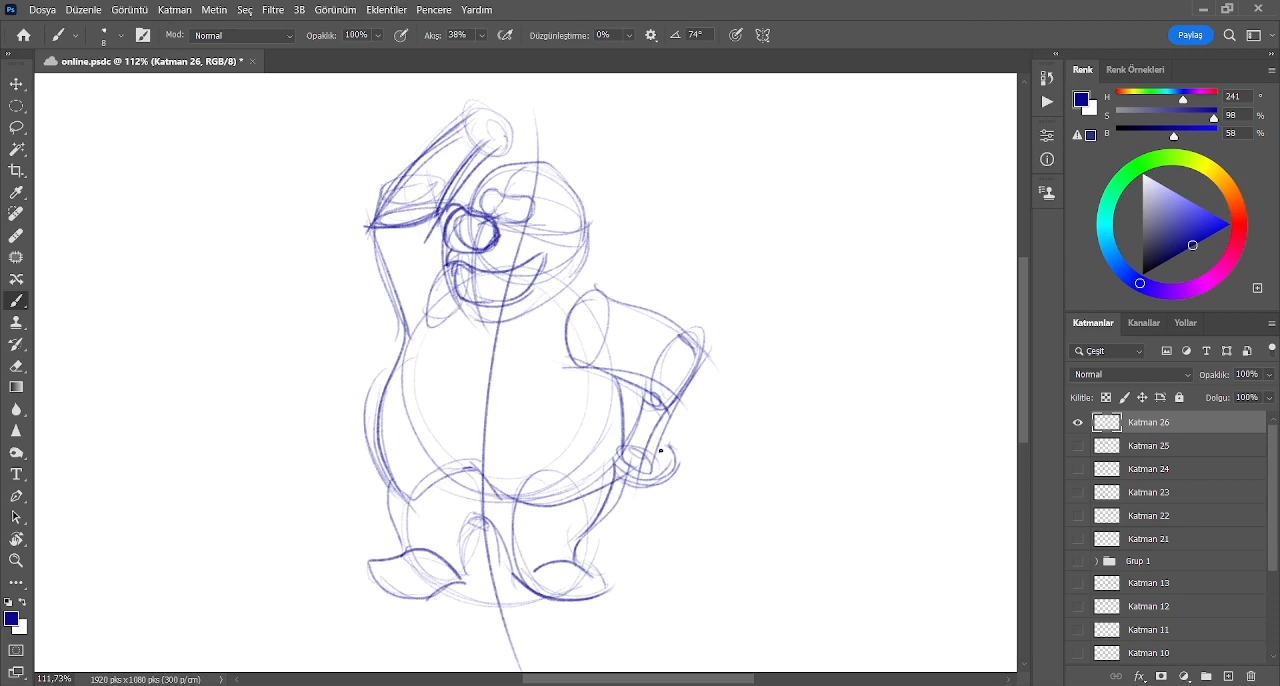 Ps Dosya Düzenle Görüntü Katman Metin Seç Filtre 3B Görünüm Eklentiler Pencere Yardım
8 Mod: Normal Opaklık: 100% Akış: 38% Düzgünleştirme: 0% 74° Paylaş
online.psdc @ 112% (Katman 26, RGB/8) *
Renk Renk Örnekleri
H 241 °
S 98 %
B 58 %
Katmanlar Kanallar Yollar
Çeşit
Normal Opaklık: 100%
Kilitle: Dolgu: 100%
Katman 26
Katman 25
Katman 24
Katman 23
Katman 22
Katman 21
Grup 1
Katman 13
Katman 12
Katman 11
Katman 10
111,73% 1920 pks x 1080 pks (300 p/cm)